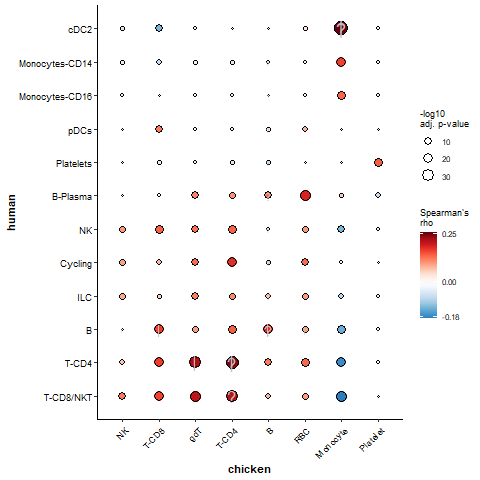 cDC2
Monocytes-CD14
Monocytes-CD16
pDCs
Platelets
B-Plasma
NK
Cycling
ILC
B
T-CD4
T-CD8/NKT
human
NK
T-CD8
gdT
T-CD4
B
RBC
Monocyte
Platelet
chicken
-log10
adj. p-value
10
20
30
Spearman's
rho
0.25
0.00
-0.18